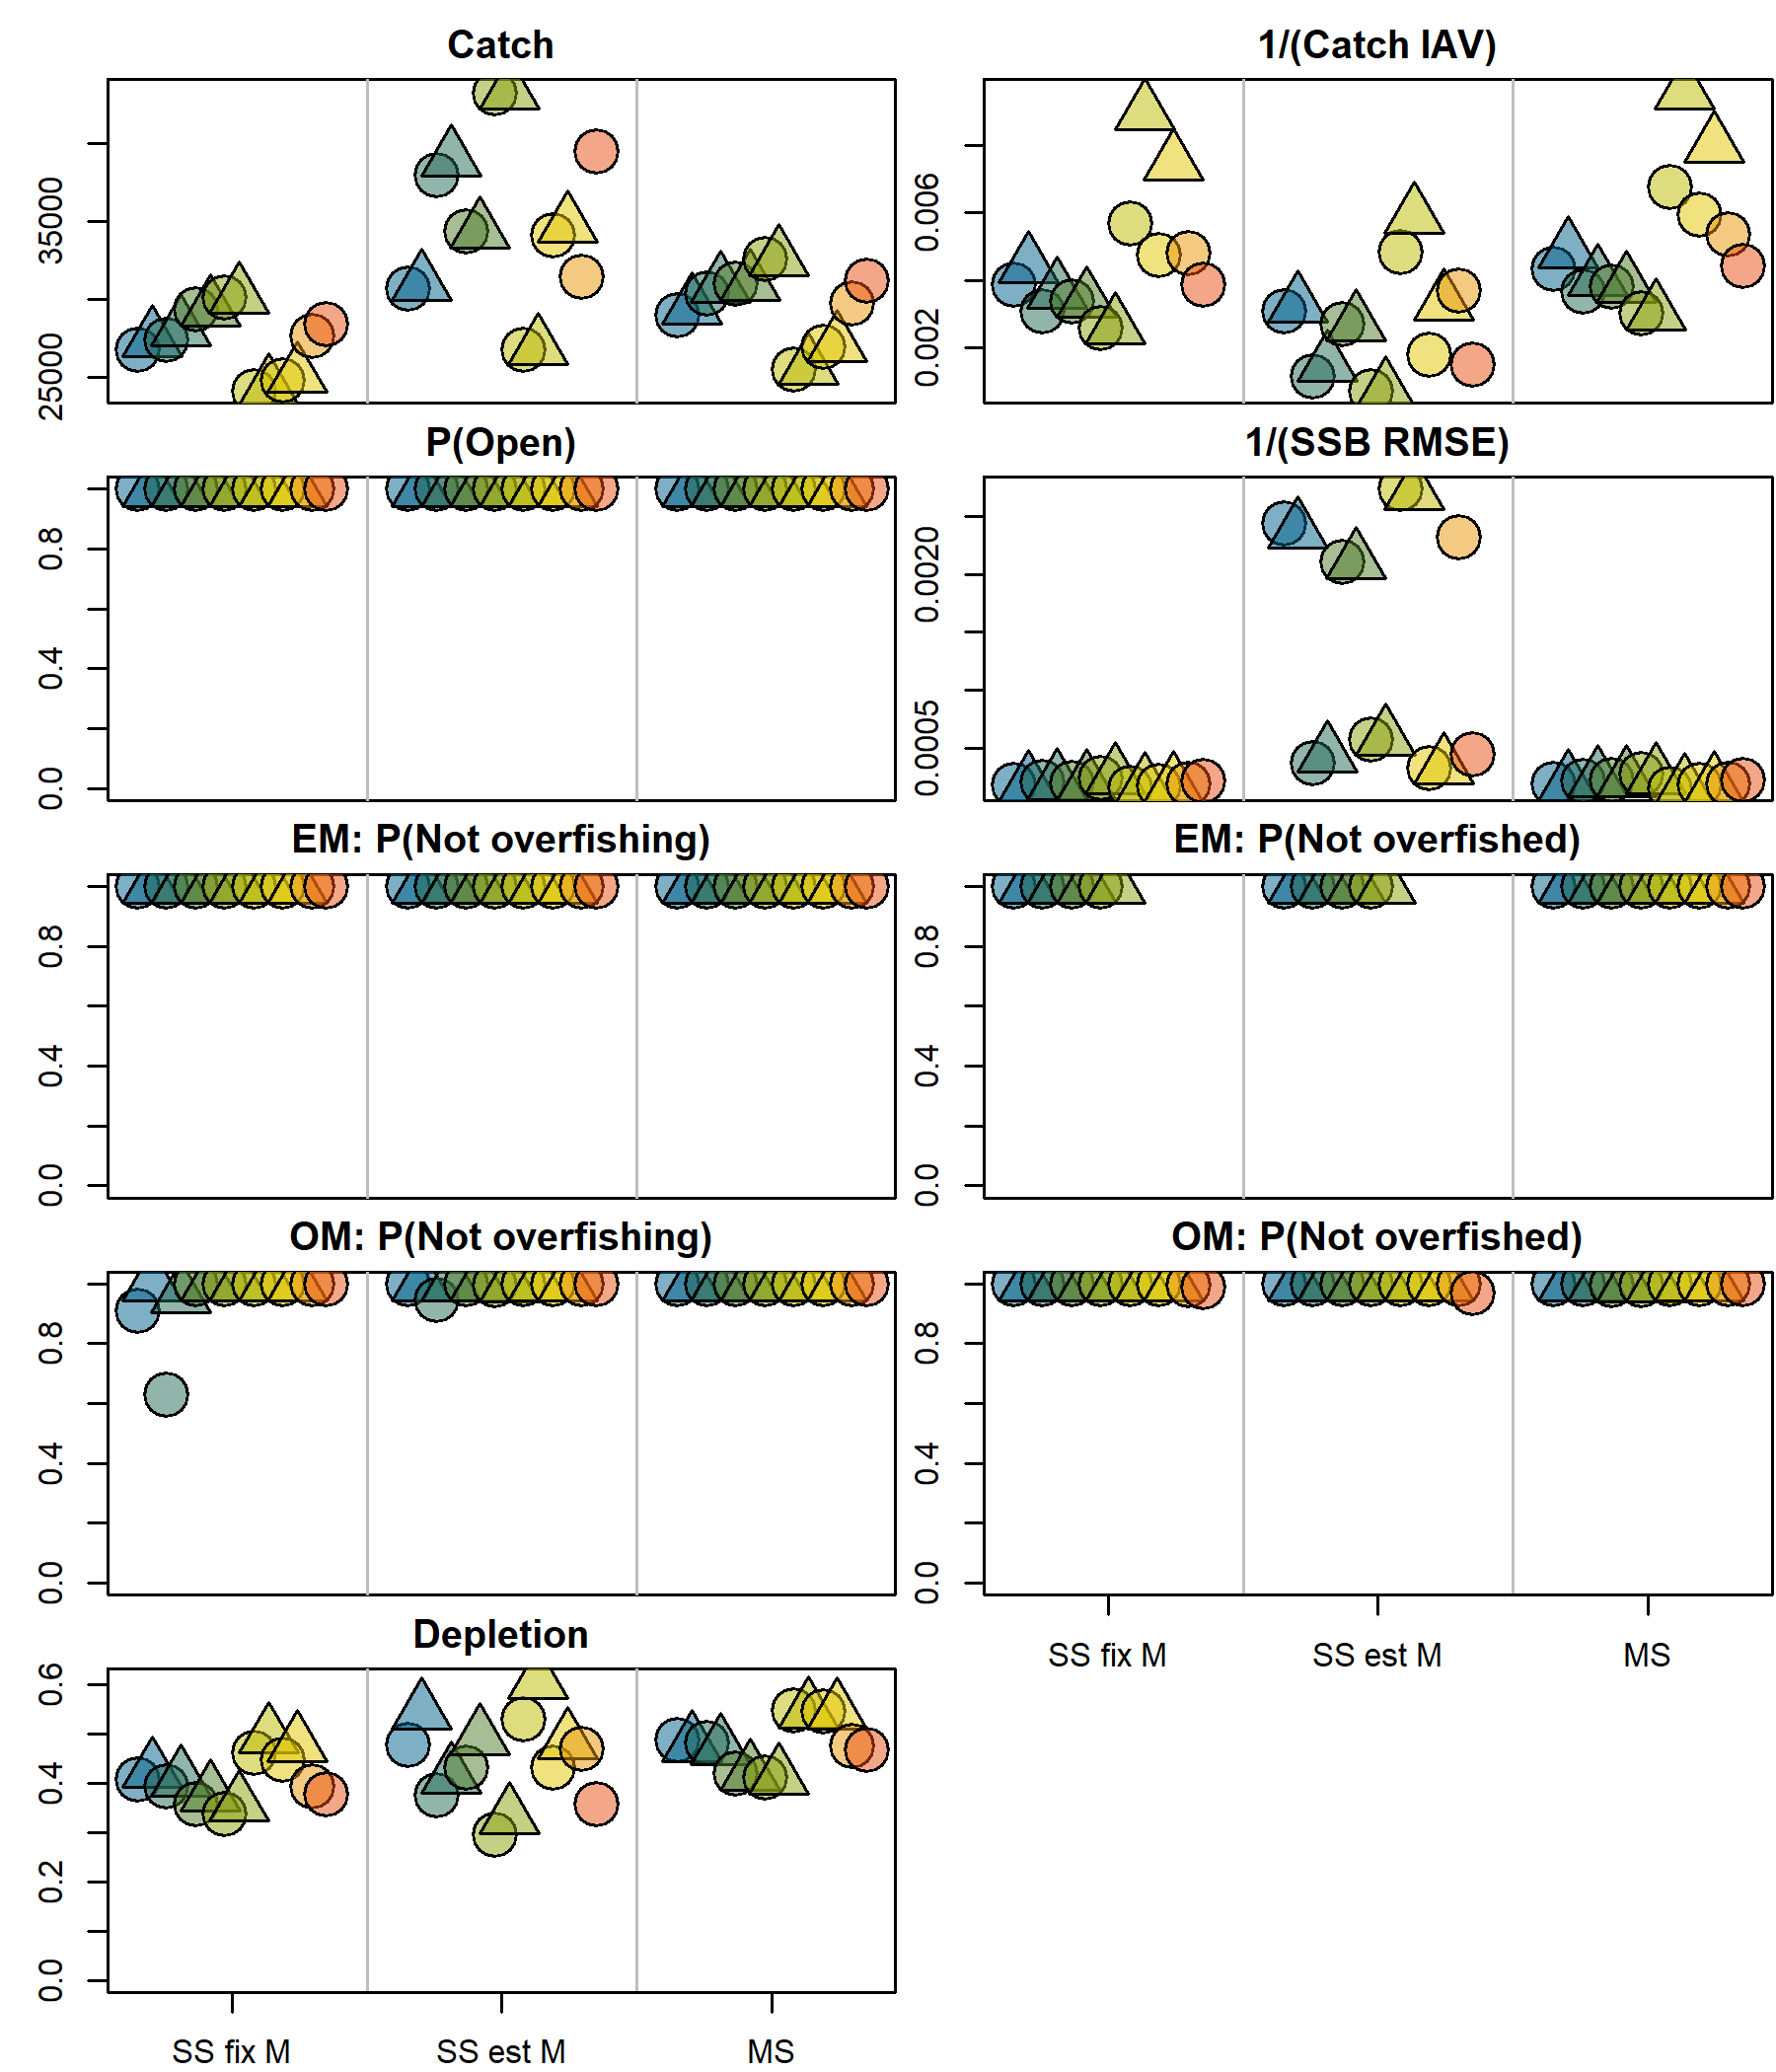 Catch
1/(Catch IAV)
35000
25000
0.006
0.002
P(Open)
1/(SSB RMSE)
0.8
0.4
0.0
0.0020
0.0005
EM: P(Not overfishing)
EM: P(Not overfished)
0.8
0.4
0.0
0.8
0.4
0.0
OM: P(Not overfishing)
OM: P(Not overfished)
0.8
0.4
0.0
0.8
0.4
0.0
SS fix M SS est M MS
Depletion
0.6
0.4
0.2
0.0
SS fix M SS est M MS